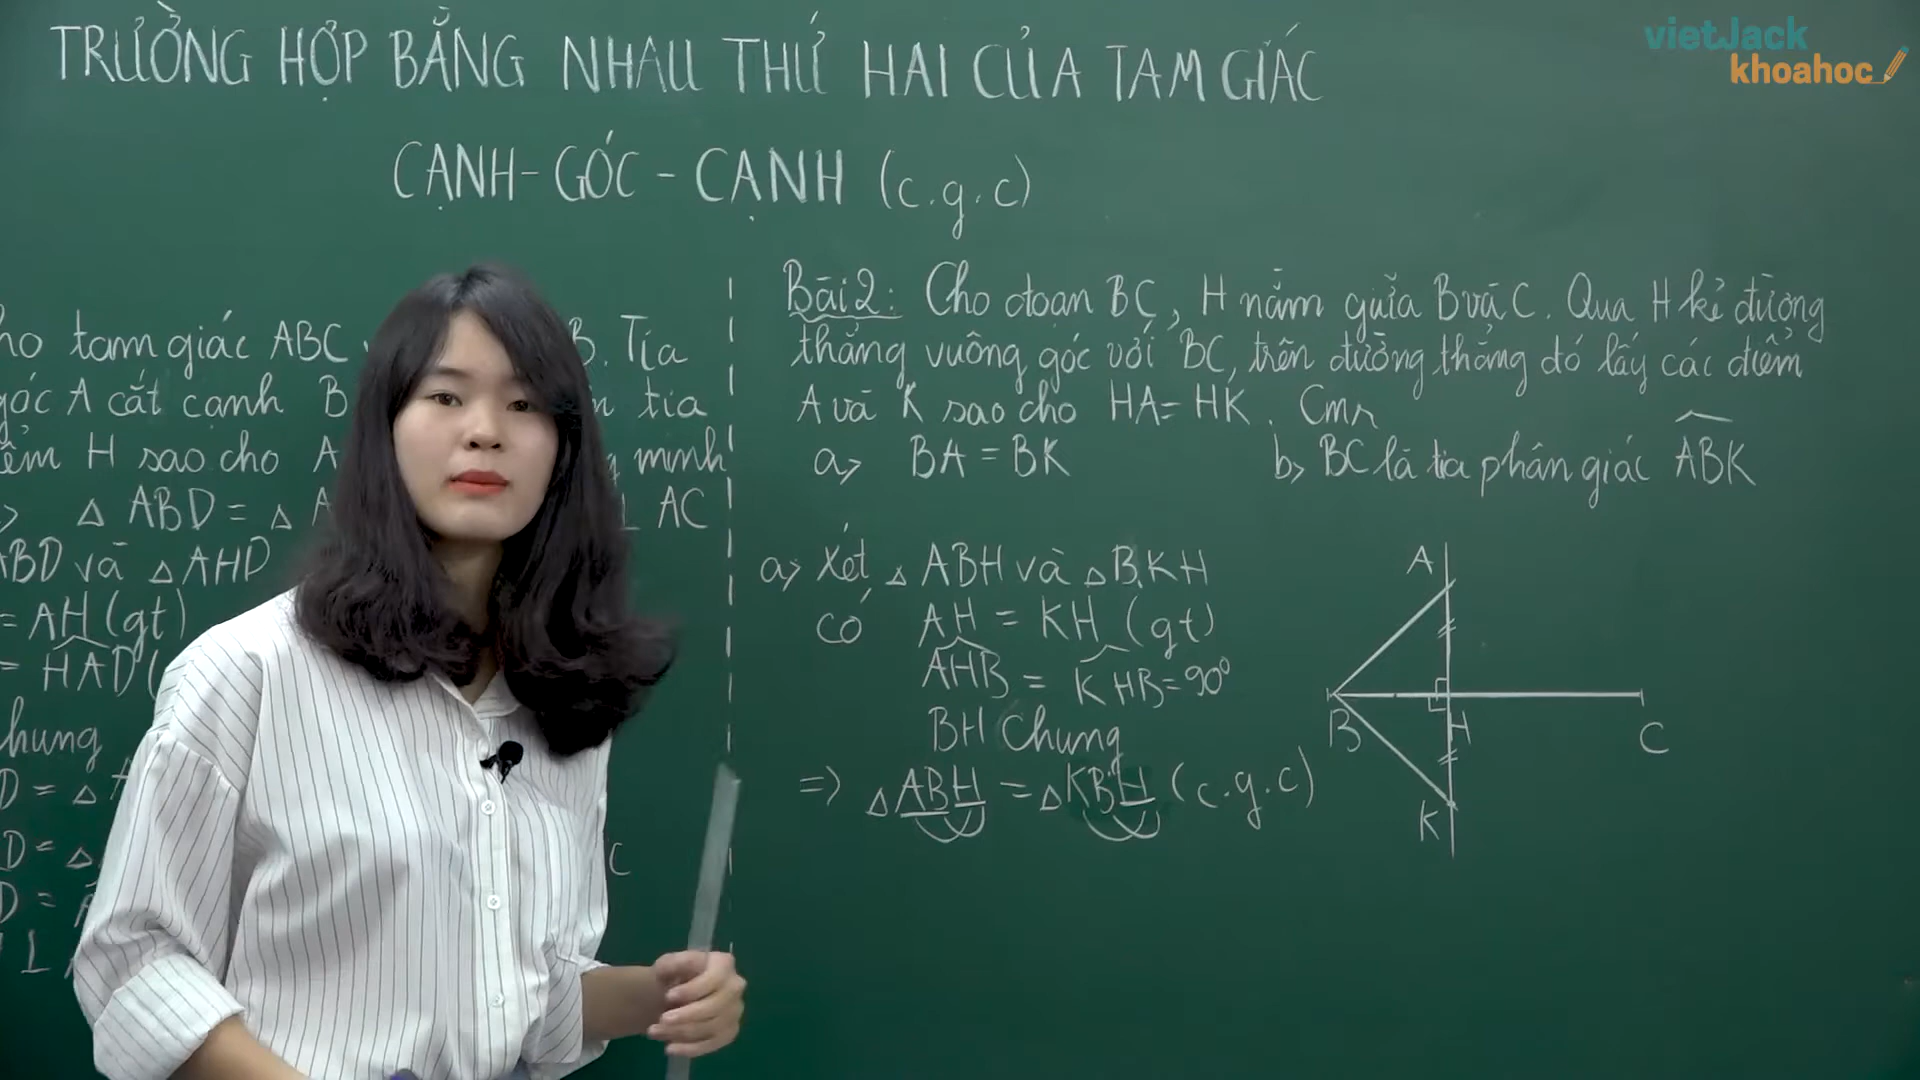 TRƯỜNG HỢP BẰNG NHAU THỨ HAI CỦA TAM GIÁC
CẠNH - GÓC - CẠNH (c.g.c)
vietJack
khoahoc
tam giác ABC
B. Tia
góc A cắt cạnh B
tia
H sao cho A
minh
△ ABD = △ A
⊥ AC
ABD và △ AHD
= AH (gt)
= HAD (
chung
D = △
D = △
C
D =
⊥
Bài 2: Cho đoạn BC, H nằm giữa B và C. Qua H kẻ đường
thẳng vuông góc với BC, trên đường thẳng đó lấy các điểm
A và K sao cho HA = HK. Cmr
a, BA = BK
b, BC là tia phân giác ABK
a, Xét △ ABH và △ BKH
có AH = KH (gt)
AHB = KHB = 90°
BH Chung
=> △ ABH = △ KBH (c.g.c)
A
B
H
C
K